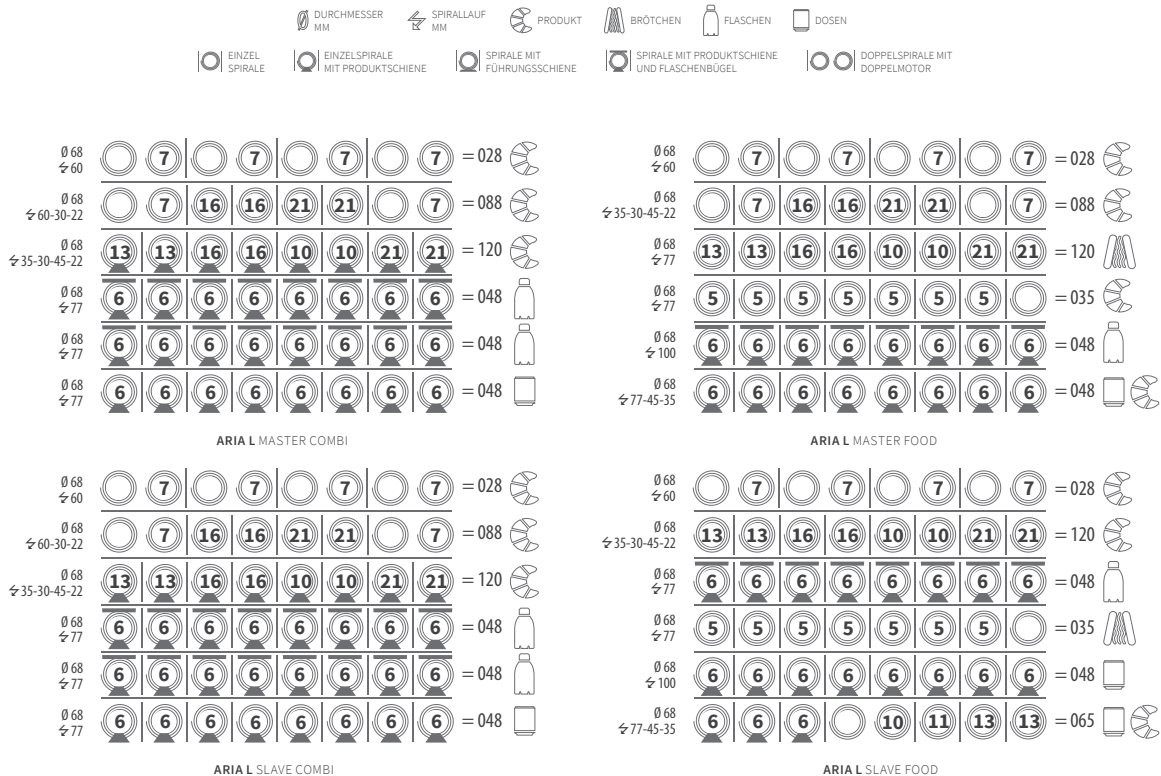 DURCHMESSER MM
SPIRALLAUF MM
PRODUKT
BRÖTCHEN
FLASCHEN
DOSEN
EINZEL SPIRALE
EINZELSPIRALE MIT PRODUKTSCHIENE
SPIRALE MIT FÜHRUNGSSCHIENE
SPIRALE MIT PRODUKTSCHIENE UND FLASCHENBÜGEL
DOPPELSPIRALE MIT DOPPELMOTOR
Ø 68
60
7 7 7 7 = 028
Ø 68
60-30-22
7 16 16 21 21 7 = 088
Ø 68
35-30-45-22
13 13 16 16 10 10 21 21 = 120
Ø 68
77
6 6 6 6 6 6 6 6 = 048
Ø 68
77
6 6 6 6 6 6 6 6 = 048
Ø 68
77
6 6 6 6 6 6 6 6 = 048
ARIA L MASTER COMBI
Ø 68
60
7 7 7 7 = 028
Ø 68
35-30-45-22
7 16 16 21 21 7 = 088
Ø 68
77
13 13 16 16 10 10 21 21 = 120
Ø 68
77
5 5 5 5 5 5 5 = 035
Ø 68
100
6 6 6 6 6 6 6 6 = 048
Ø 68
77-45-35
6 6 6 6 6 6 6 6 = 048
ARIA L MASTER FOOD
Ø 68
60
7 7 7 7 = 028
Ø 68
60-30-22
7 16 16 21 21 7 = 088
Ø 68
35-30-45-22
13 13 16 16 10 10 21 21 = 120
Ø 68
77
6 6 6 6 6 6 6 6 = 048
Ø 68
77
6 6 6 6 6 6 6 6 = 048
Ø 68
77
6 6 6 6 6 6 6 6 = 048
ARIA L SLAVE COMBI
Ø 68
60
7 7 7 7 = 028
Ø 68
35-30-45-22
13 13 16 16 10 10 21 21 = 120
Ø 68
77
6 6 6 6 6 6 6 6 = 048
Ø 68
77
5 5 5 5 5 5 5 = 035
Ø 68
100
6 6 6 6 6 6 6 6 = 048
Ø 68
77-45-35
6 6 6 10 11 13 13 = 065
ARIA L SLAVE FOOD